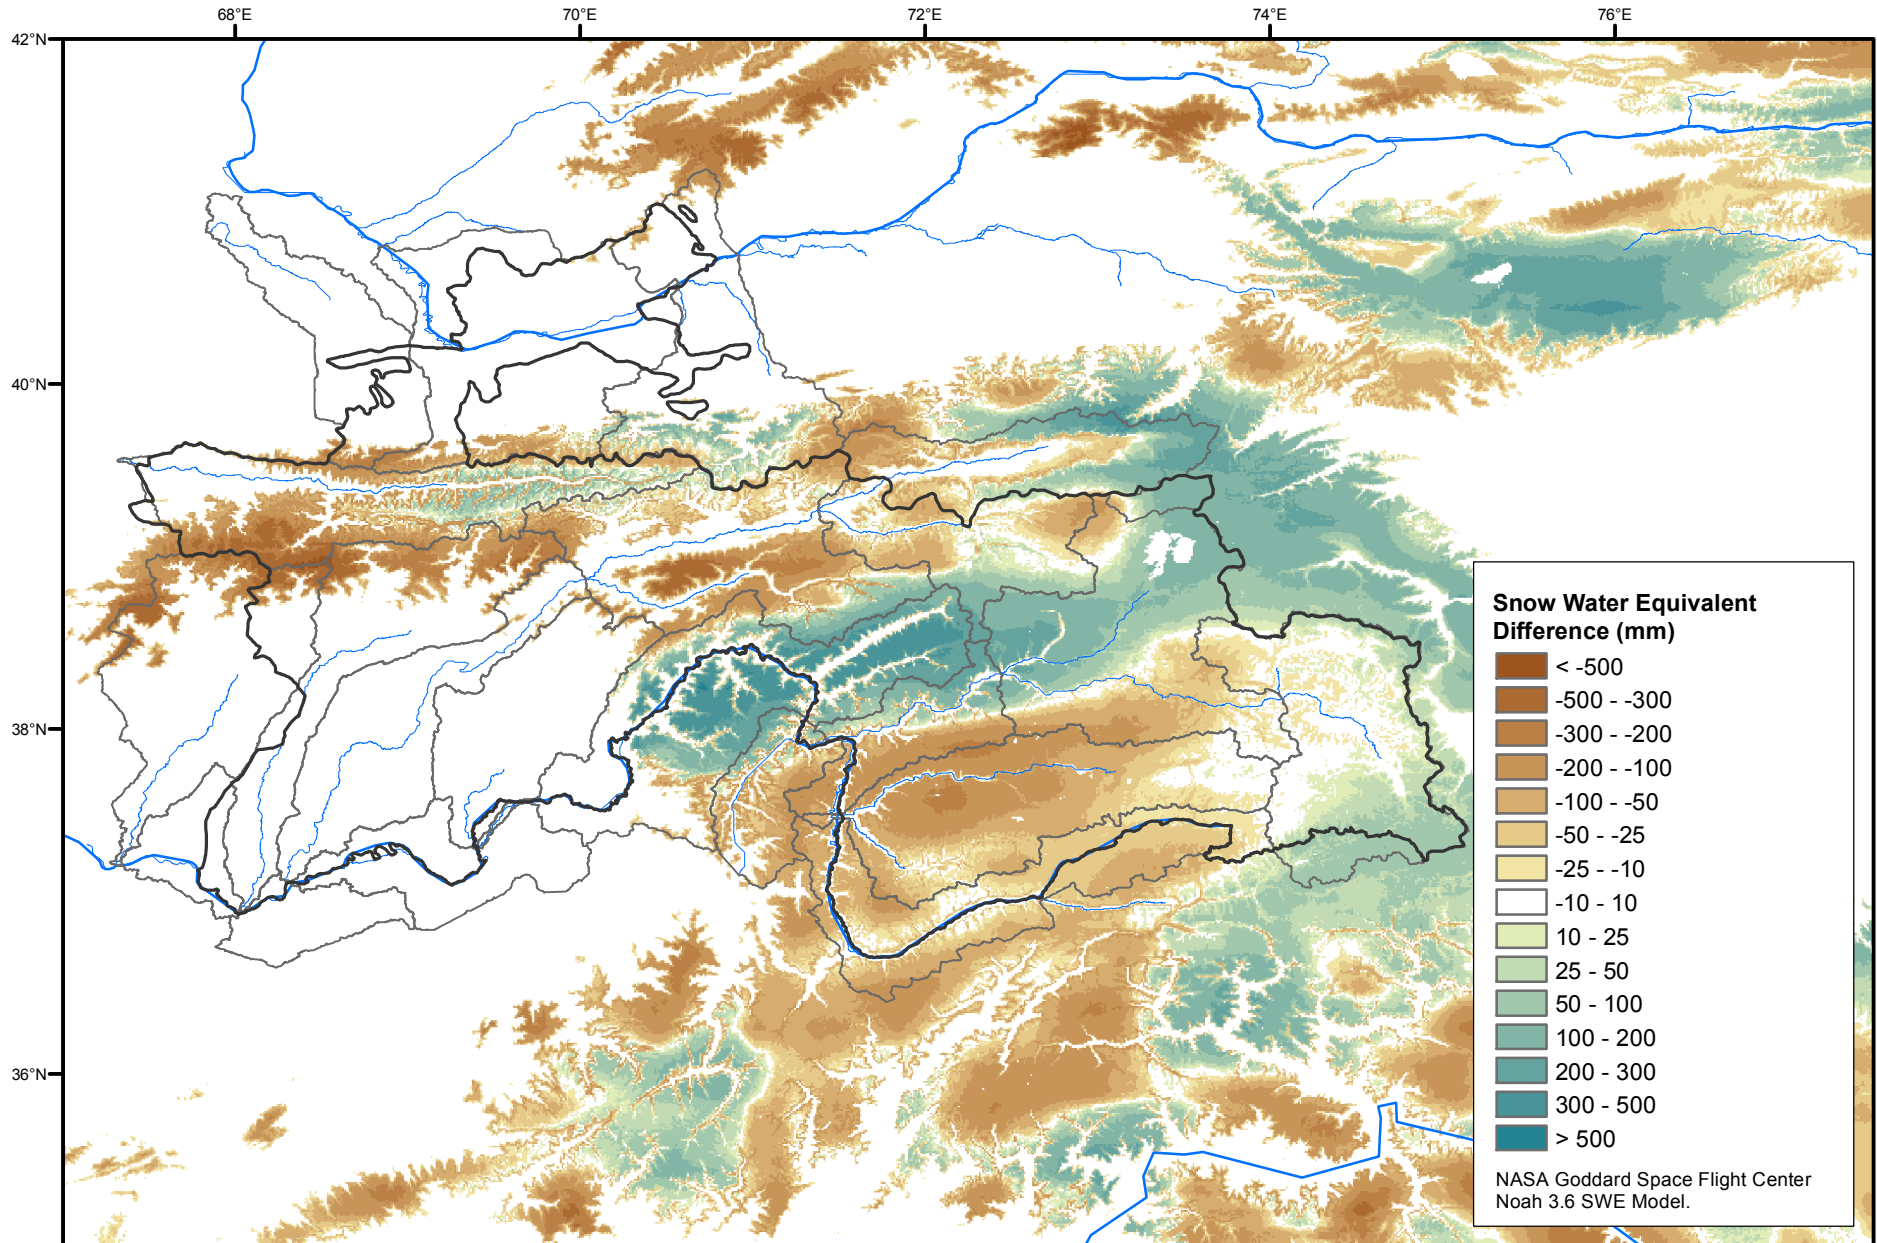 68°E
70°E
72°E
74°E
76°E
42°N
40°N
38°N
36°N
Snow Water Equivalent
Difference (mm)
< -500
-500 - -300
-300 - -200
-200 - -100
-100 - -50
-50 - -25
-25 - -10
-10 - 10
10 - 25
25 - 50
50 - 100
100 - 200
200 - 300
300 - 500
> 500
NASA Goddard Space Flight Center
Noah 3.6 SWE Model.